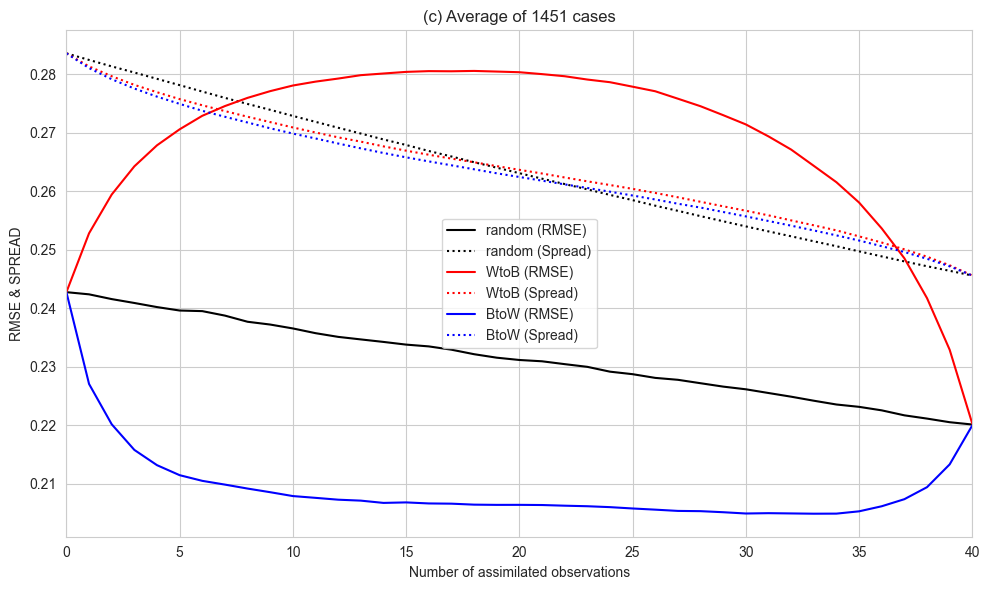 (c) Average of 1451 cases
RMSE & SPREAD
0.28
0.27
0.26
0.25
0.24
0.23
0.22
0.21
random (RMSE)
random (Spread)
WtoB (RMSE)
WtoB (Spread)
BtoW (RMSE)
BtoW (Spread)
0 5 10 15 20 25 30 35 40
Number of assimilated observations